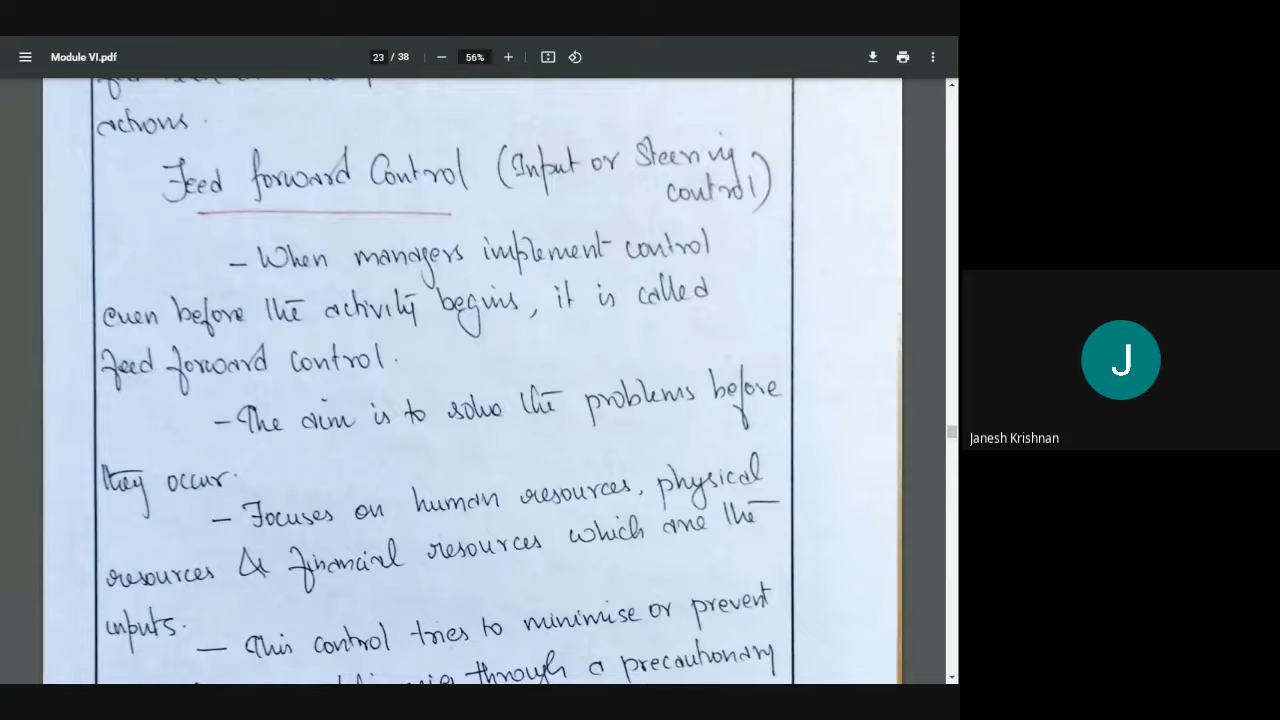 Module VI.pdf
23 / 38
56%
actions.
Feed forward Control (Input or Steering
control)
- When managers implement control
even before the activity begins, it is called
feed forward control.
- The aim is to solve the problems before
they occur.
- Focuses on human resources, physical
resources & financial resources which are the
inputs.
- This control tries to minimise or prevent
through a precautionary
J
Janesh Krishnan